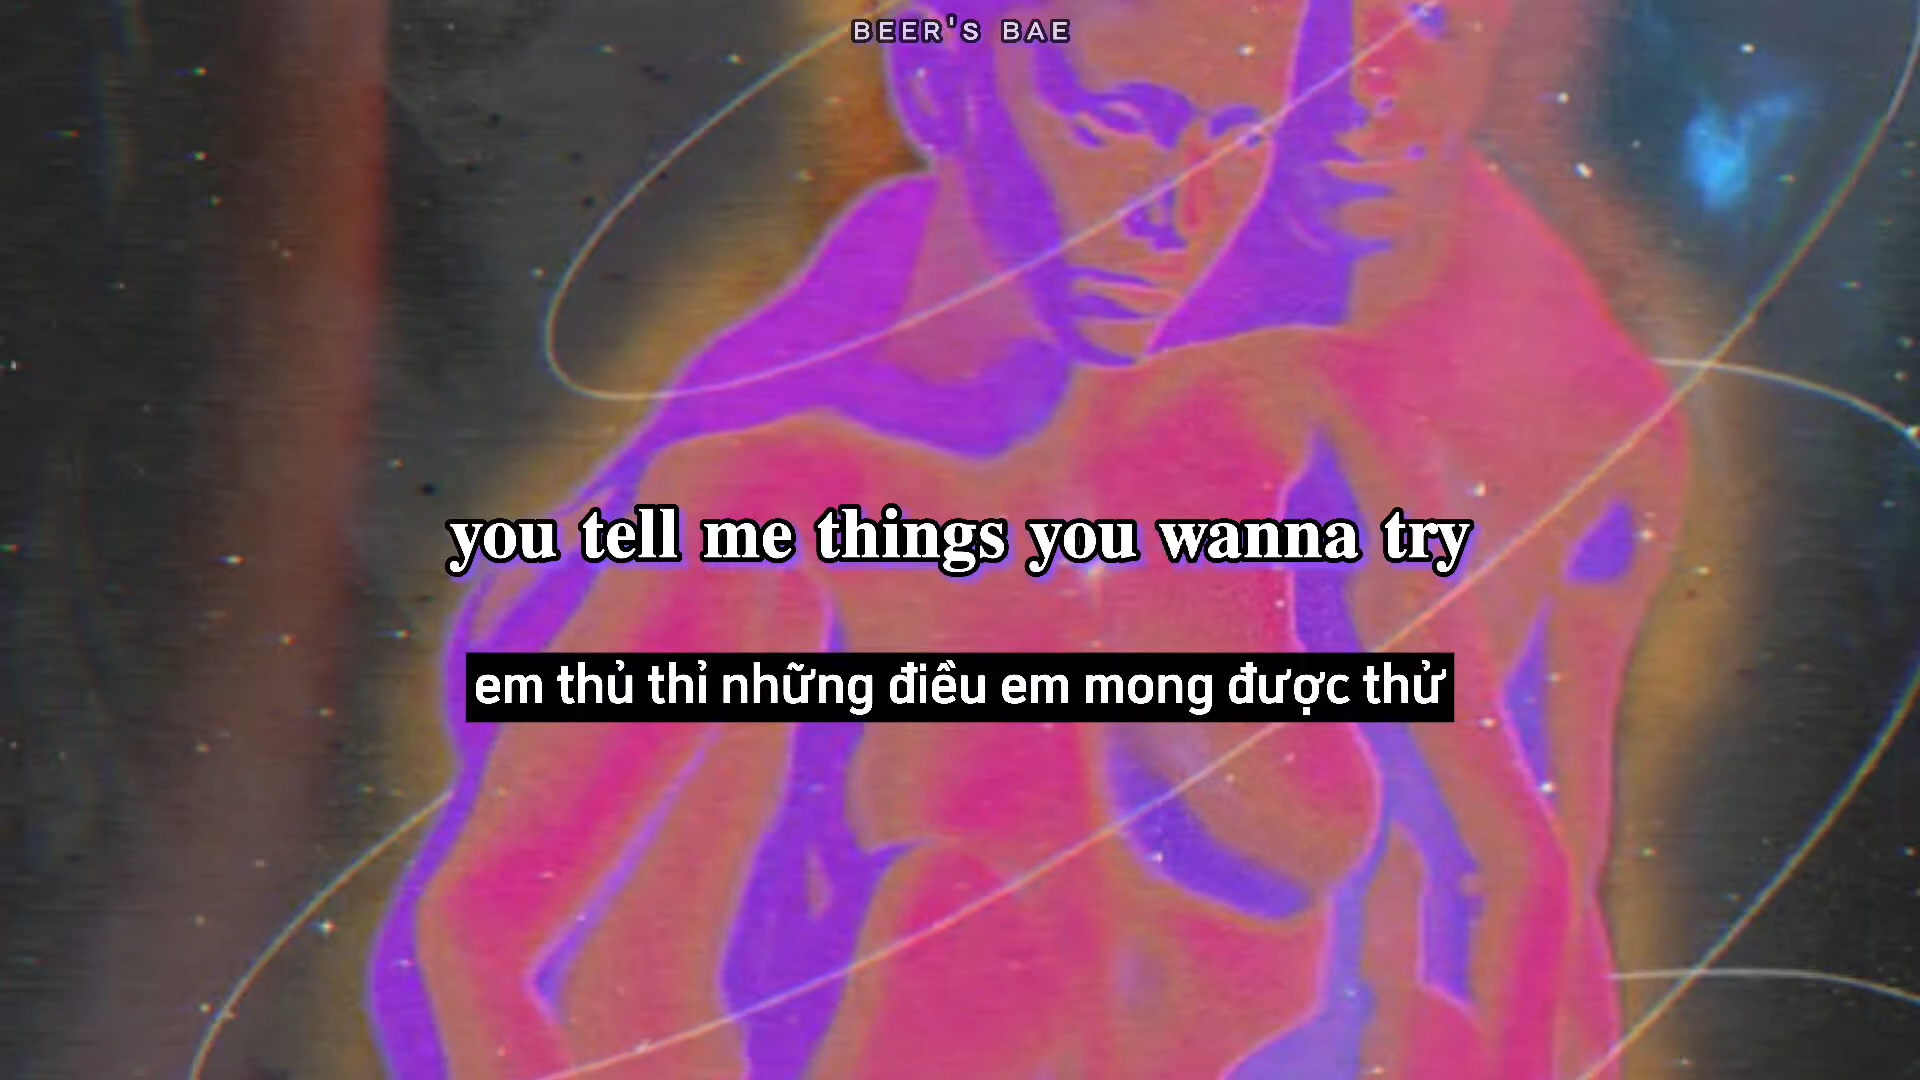 BEER'S BAE
you tell me things you wanna try
em thủ thỉ những điều em mong được thử